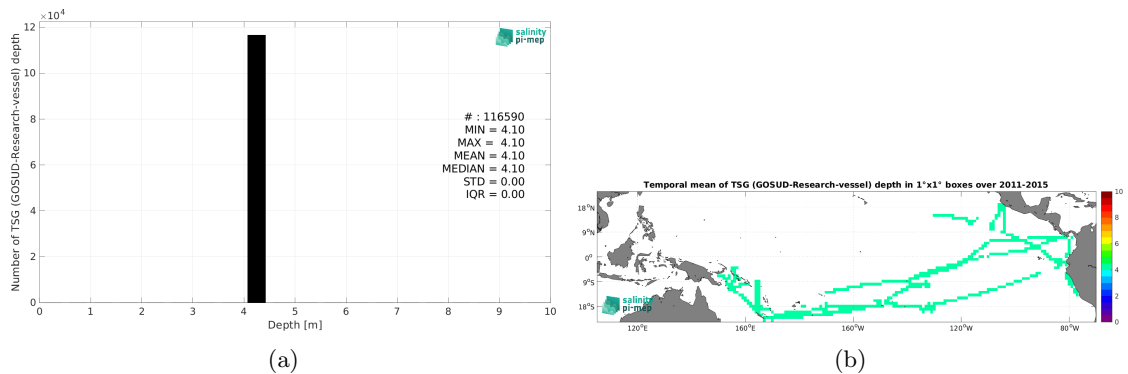 ×10⁴
12
10
8
6
4
2
0
0 1 2 3 4 5 6 7 8 9 10
Number of TSG (GOSUD-Research-vessel) depth
Depth [m]
salinity
pi-mep
# : 116590
MIN = 4.10
MAX = 4.10
MEAN = 4.10
MEDIAN = 4.10
STD = 0.00
IQR = 0.00
(a)
Temporal mean of TSG (GOSUD-Research-vessel) depth in 1°x1° boxes over 2011-2015
18°N
9°N
0°
9°S
18°S
120°E 160°E 160°W 120°W 80°W
salinity
pi-mep
10
8
6
4
2
0
(b)